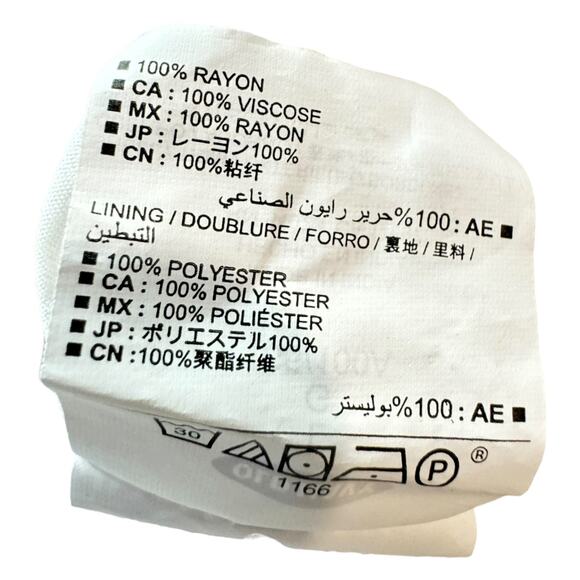 ■ 100% RAYON
■ CA : 100% VISCOSE
■ MX : 100% RAYON
■ JP : レーヨン100%
■ CN : 100%粘纤
■ AE :100%حرير رايون الصناعي
LINING / DOUBLURE / FORRO / 裏地 / 里料 /
التبطين
■ 100% POLYESTER
■ CA : 100% POLYESTER
■ MX : 100% POLIÉSTER
■ JP : ポリエステル100%
■ CN :100%聚酯纤维
■ AE :100%بوليستر
30 P ®
1166